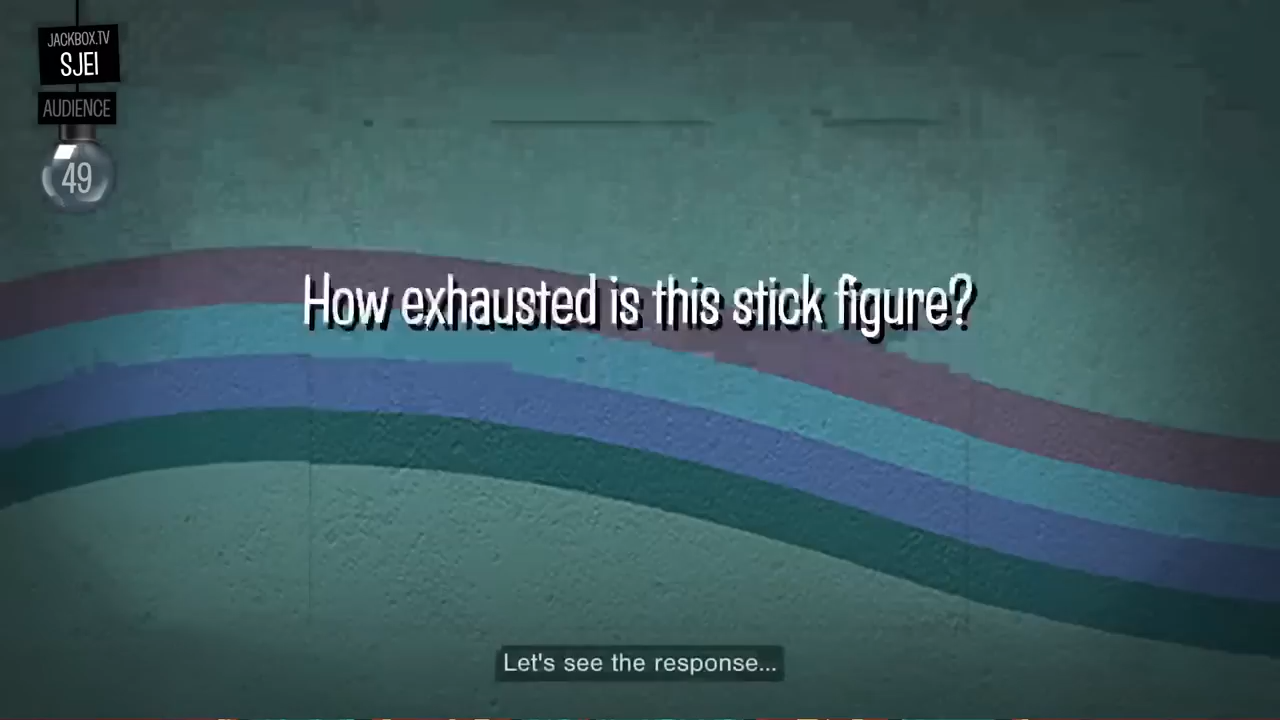 JACKBOX.TV
SJEI
AUDIENCE
49
How exhausted is this stick figure?
Let's see the response...